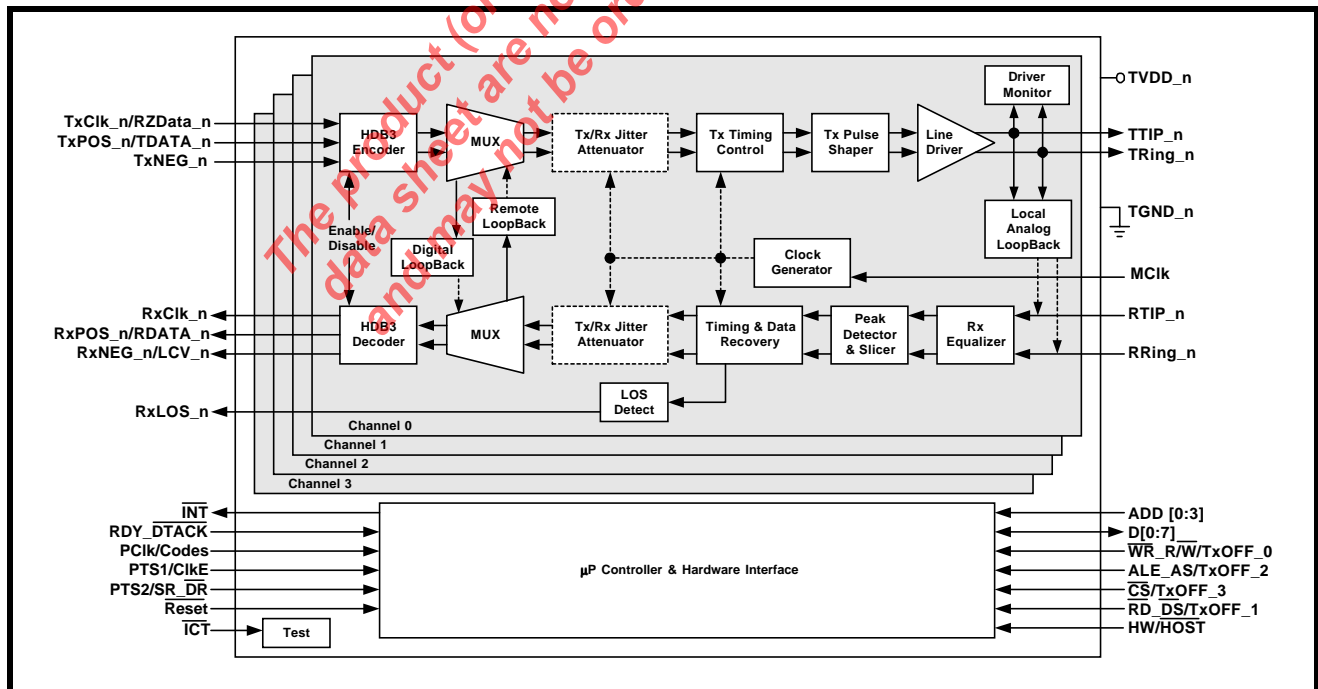 The product (or
data sheet are no
and may not be or
Driver
Monitor
TVDD_n
TxClk_n/RZData_n
TxPOS_n/TDATA_n
TxNEG_n
HDB3
Encoder
MUX
Tx/Rx Jitter
Attenuator
Tx Timing
Control
Tx Pulse
Shaper
Line
Driver
TTIP_n
TRing_n
Enable/
Disable
Remote
LoopBack
Digital
LoopBack
Local
Analog
LoopBack
TGND_n
Clock
Generator
MClk
RxClk_n
RxPOS_n/RDATA_n
RxNEG_n/LCV_n
HDB3
Decoder
MUX
Tx/Rx Jitter
Attenuator
Timing & Data
Recovery
Peak
Detector
& Slicer
Rx
Equalizer
RTIP_n
RRing_n
LOS
Detect
RxLOS_n
Channel 0
Channel 1
Channel 2
Channel 3
INT
RDY_DTACK
PClk/Codes
PTS1/ClkE
PTS2/SR_DR
Reset
ICT
Test
µP Controller & Hardware Interface
ADD [0:3]
D[0:7]
WR_R/W/TxOFF_0
ALE_AS/TxOFF_2
CS/TxOFF_3
RD_DS/TxOFF_1
HW/HOST